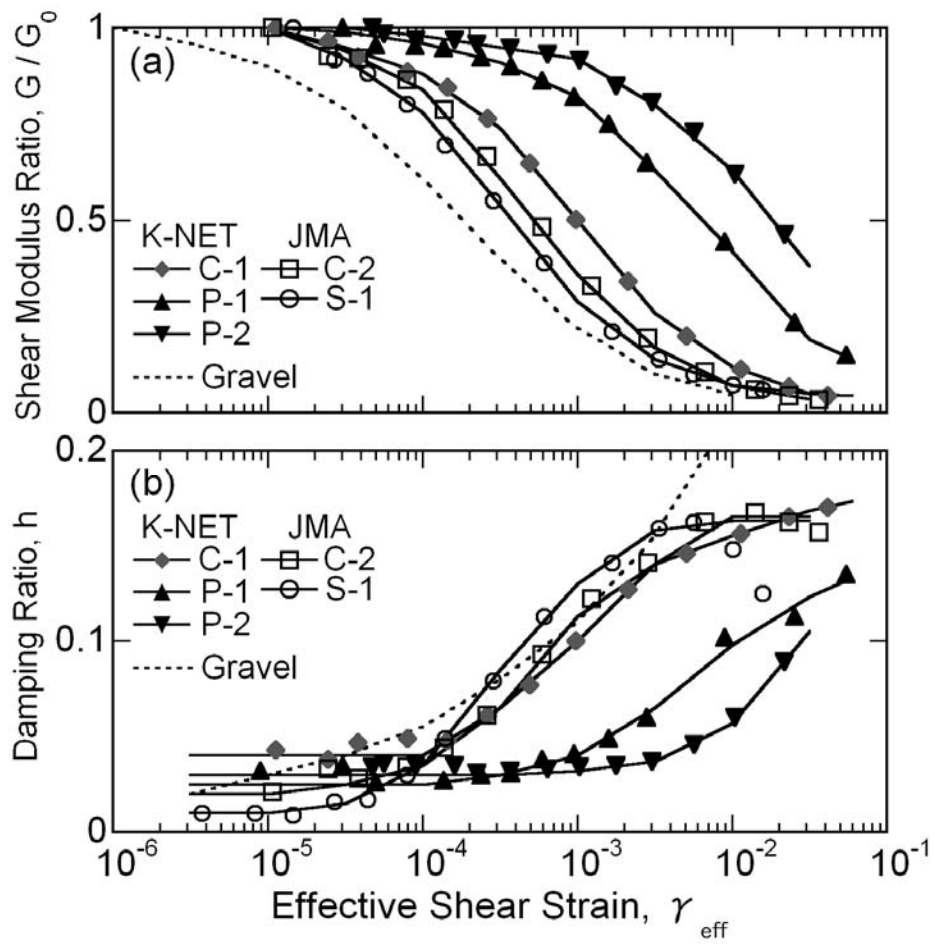 Shear Modulus Ratio, G / G0
1
0.5
0
(a)
K-NET JMA
C-1 C-2
P-1 S-1
P-2
Gravel
Damping Ratio, h
0.2
0.1
0
(b)
K-NET JMA
C-1 C-2
P-1 S-1
P-2
Gravel
10-6 10-5 10-4 10-3 10-2 10-1
Effective Shear Strain, γeff